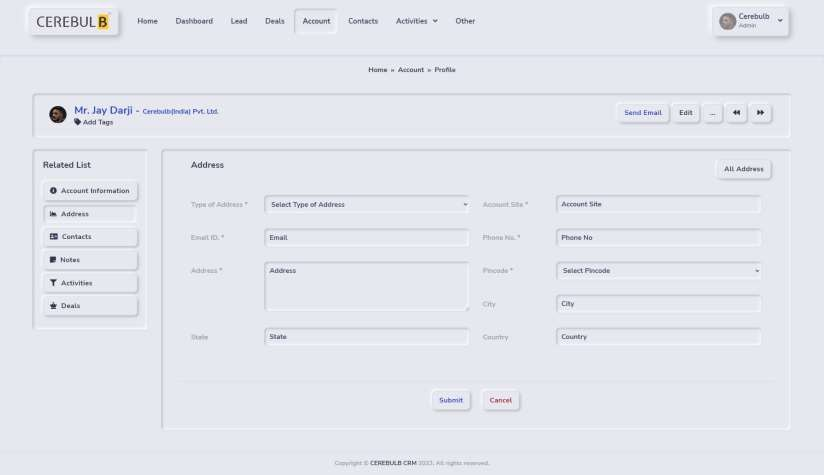 CEREBULB
Home Dashboard Lead Deals Account Contacts Activities Other
Cerebulb
Admin
Home » Account » Profile
Mr. Jay Darji - Cerebulb(India) Pvt. Ltd.
Add Tags
Send Email Edit ...
Related List
Account Information
Address
Contacts
Notes
Activities
Deals
Address
All Address
Type of Address * Select Type of Address Account Site * Account Site
Email ID. * Email Phone No. * Phone No
Address * Address Pincode * Select Pincode
City City
State State Country Country
Submit Cancel
Copyright © CEREBULB CRM 2023. All rights reserved.